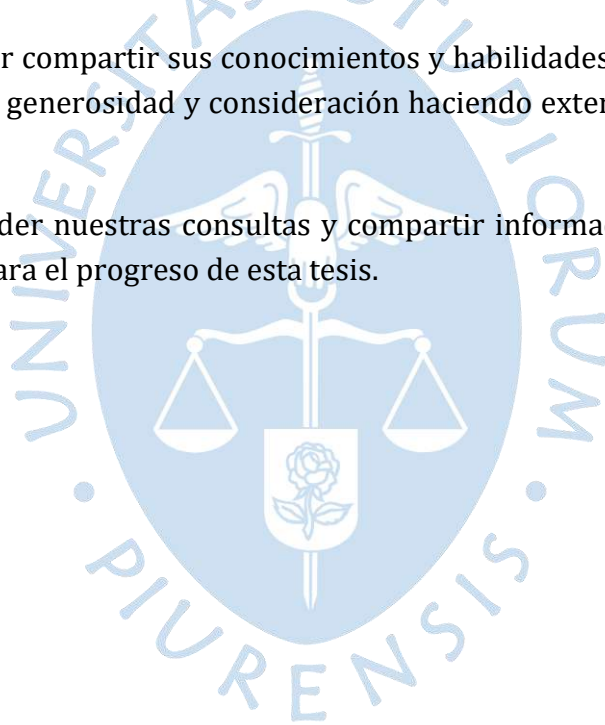 r compartir sus conocimientos y habilidades
generosidad y consideración haciendo exter
der nuestras consultas y compartir informa
ara el progreso de esta tesis.
UNIVERSITAS STUDIORUM
PIURENSIS